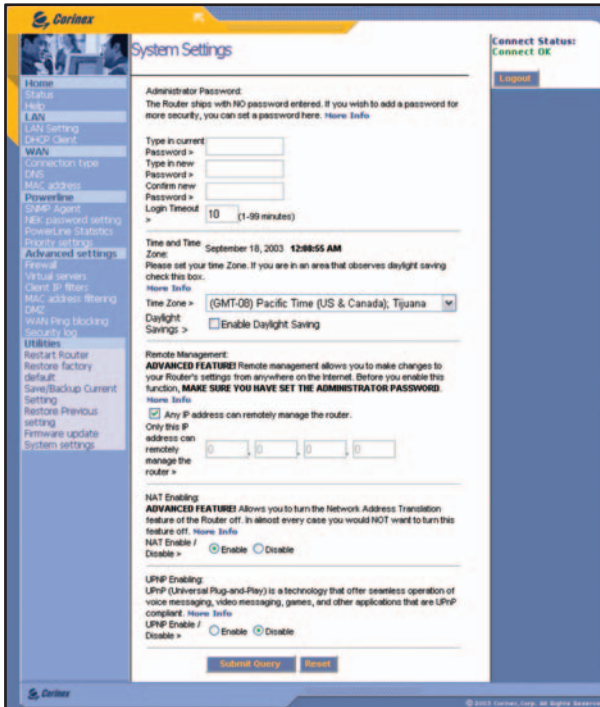 Corinex
System Settings
Connect Status:
Connect OK
Logout
Home
Status
Help
LAN
LAN Setting
DHCP Client
WAN
Connection type
DNS
MAC address
Powerline
SNMP Agent
NEK password setting
PowerLine Statistics
Priority settings
Advanced settings
Firewall
Virtual servers
Client IP filters
MAC address filtering
DMZ
WAN Ping blocking
Security log
Utilities
Restart Router
Restore factory
default
Save/Backup Current
Setting
Restore Previous
setting
Firmware update
System settings
Administrator Password:
The Router ships with NO password entered. If you wish to add a password for
more security, you can set a password here. More Info
Type in current
Password >
Type in new
Password >
Confirm new
Password >
Login Timeout
>
10 (1-99 minutes)
Time and Time
Zone:
September 18, 2003 12:08:55 AM
Please set your time Zone. If you are in an area that observes daylight saving
check this box.
More Info
Time Zone > (GMT-08) Pacific Time (US & Canada); Tijuana
Daylight
Savings >
Enable Daylight Saving
Remote Management:
ADVANCED FEATURE! Remote management allows you to make changes to
your Router's settings from anywhere on the Internet. Before you enable this
function, MAKE SURE YOU HAVE SET THE ADMINISTRATOR PASSWORD.
More Info
Any IP address can remotely manage the router.
Only this IP
address can
remotely
manage the
router >
0 . 0 . 0 . 0
NAT Enabling:
ADVANCED FEATURE! Allows you to turn the Network Address Translation
feature of the Router off. In almost every case you would NOT want to turn this
feature off. More Info
NAT Enable /
Disable >
Enable Disable
UPNP Enabling:
UPnP (Universal Plug-and-Play) is a technology that offer seamless operation of
voice messaging, video messaging, games, and other applications that are UPnP
compliant. More Info
UPNP Enable /
Disable >
Enable Disable
Submit Query Reset
Corinex
© 2003 Corinex, Corp. All Rights Reserved